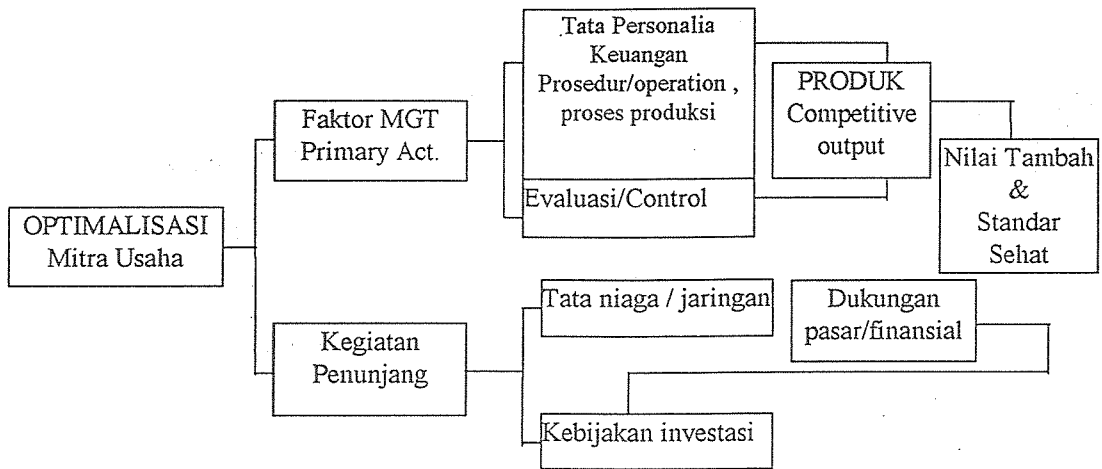 Tata Personalia
Keuangan
Prosedur/operation ,
proses produksi
Evaluasi/Control
PRODUK
Competitive
output
Nilai Tambah
&
Standar
Sehat
Faktor MGT
Primary Act.
OPTIMALISASI
Mitra Usaha
Kegiatan
Penunjang
Tata niaga / jaringan
Dukungan
pasar/finansial
Kebijakan investasi